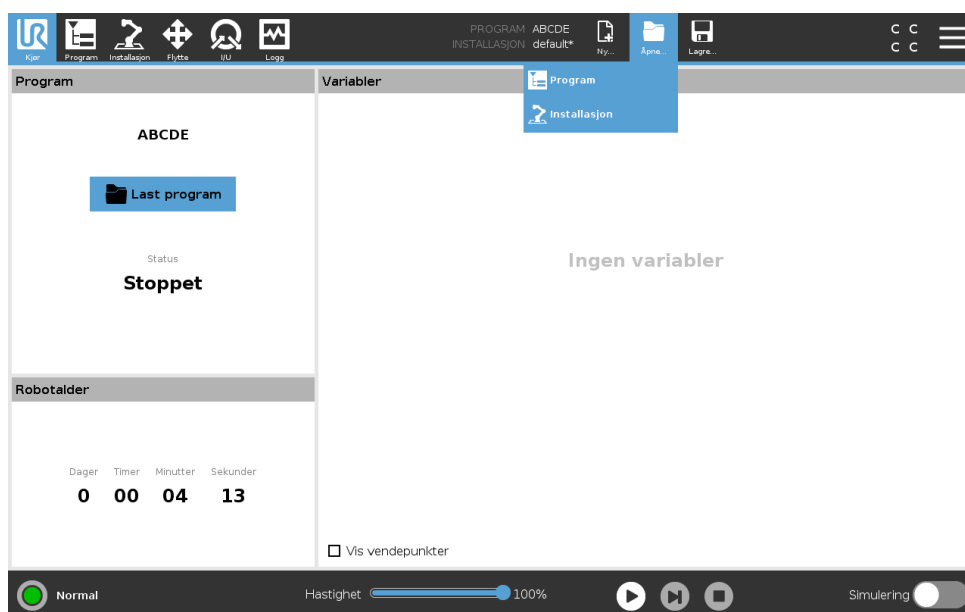 UR
Kjør
Program
Installasjon
Flytte
I/U
Logg
PROGRAM ABCDE
INSTALLASJON default*
Ny...
Åpne...
Lagre...
C C
C C
Program
Variabler
Program
Installasjon
ABCDE
Last program
Status
Stoppet
Ingen variabler
Robotalder
Dager Timer Minutter Sekunder
0 00 04 13
Vis vendepunkter
Normal
Hastighet 100%
Simulering